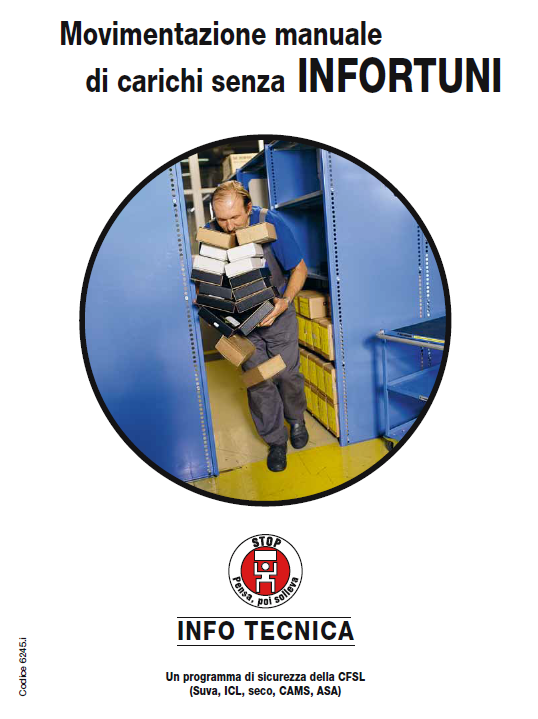 Movimentazione manuale
di carichi senza INFORTUNI
STOP
Pensa, poi solleva
INFO TECNICA
Un programma di sicurezza della CFSL
(Suva, ICL, seco, CAMS, ASA)
Codice 6245.i